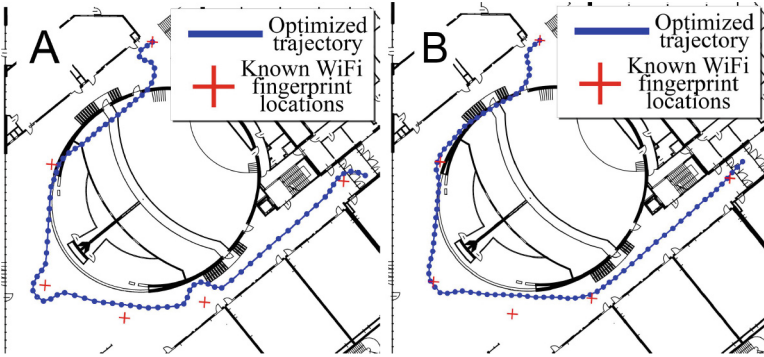 A
Optimized
trajectory
Known WiFi
fingerprint
locations
B
Optimized
trajectory
Known WiFi
fingerprint
locations